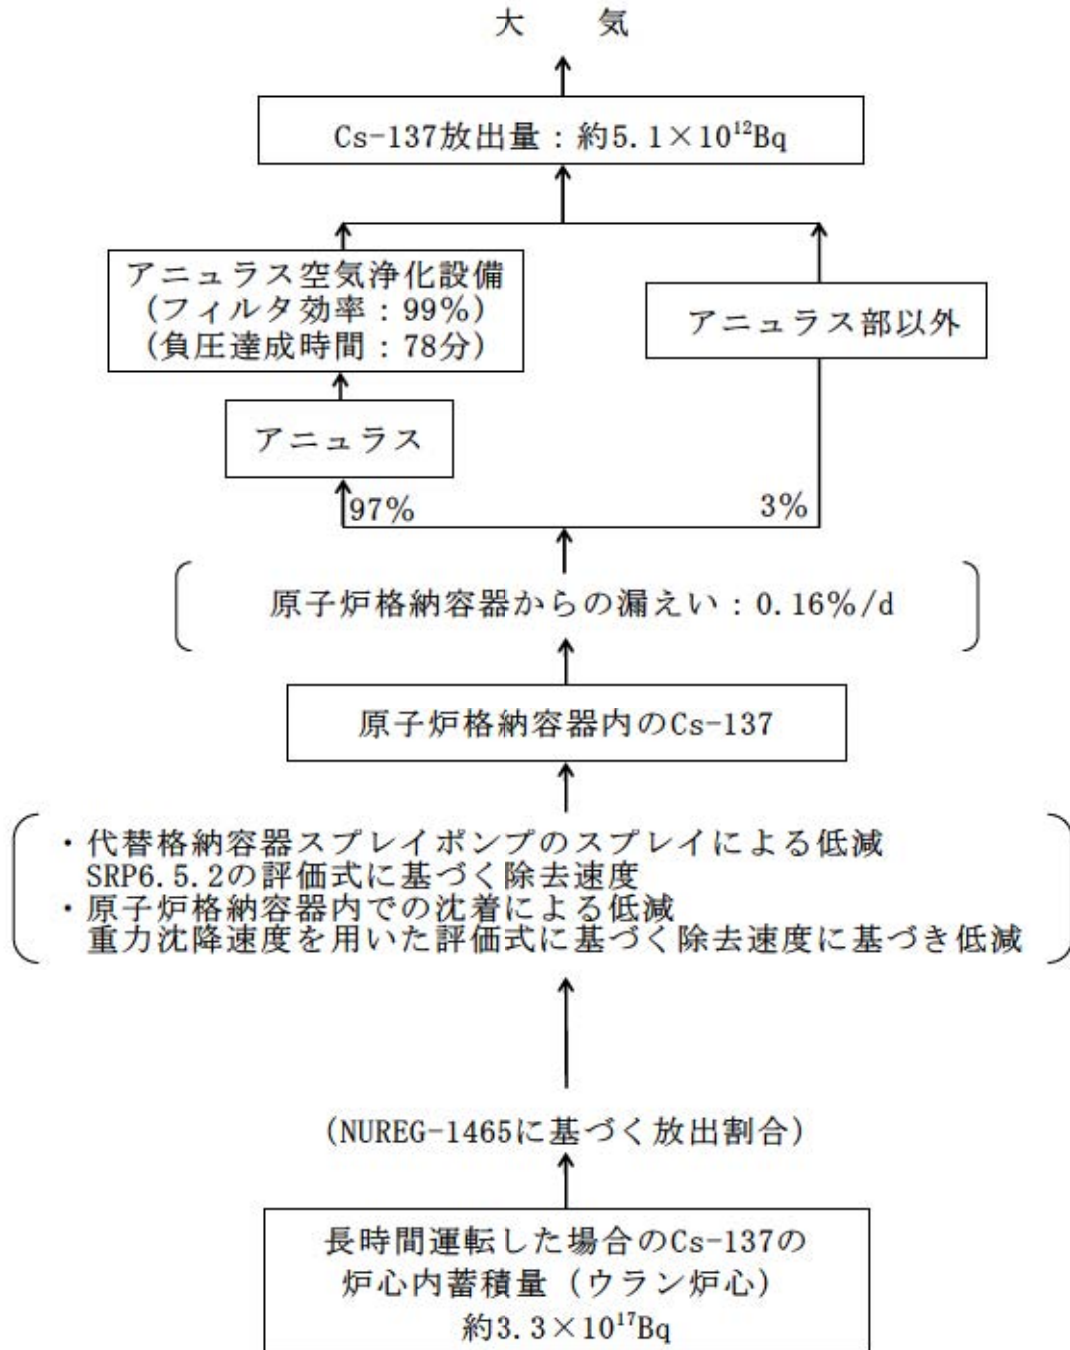 大　気
Cs-137放出量：約5.1×10¹²Bq
アニュラス空気浄化設備
(フィルタ効率：99%)
(負圧達成時間：78分)
アニュラス部以外
アニュラス
97%
3%
原子炉格納容器からの漏えい：0.16%/d
原子炉格納容器内のCs-137
・代替格納容器スプレイポンプのスプレイによる低減
SRP6.5.2の評価式に基づく除去速度
・原子炉格納容器内での沈着による低減
重力沈降速度を用いた評価式に基づく除去速度に基づき低減
(NUREG-1465に基づく放出割合)
長時間運転した場合のCs-137の
炉心内蓄積量（ウラン炉心）
約3.3×10¹⁷Bq